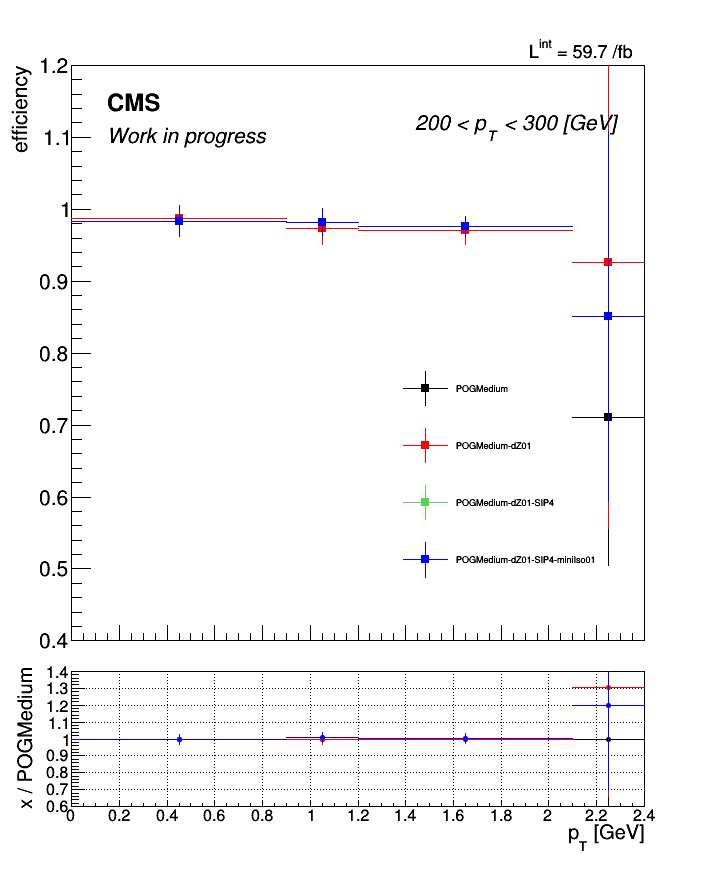 L^int = 59.7 /fb
efficiency
CMS
Work in progress
200 < p_T < 300 [GeV]
1.2
1.1
1
0.9
0.8
0.7
0.6
0.5
0.4
POGMedium
POGMedium-dZ01
POGMedium-dZ01-SIP4
POGMedium-dZ01-SIP4-miniIso01
x / POGMedium
1.4
1.3
1.2
1.1
1
0.9
0.8
0.7
0.6
0 0.2 0.4 0.6 0.8 1 1.2 1.4 1.6 1.8 2 2.2 2.4
p_T [GeV]